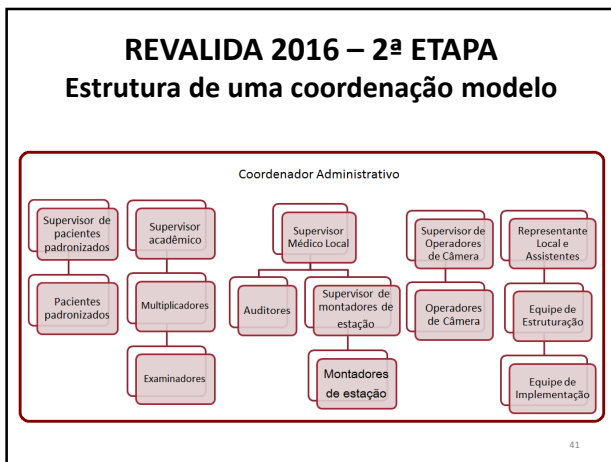 REVALIDA 2016 – 2ª ETAPA
Estrutura de uma coordenação modelo
Coordenador Administrativo
Supervisor de
pacientes
padronizados
Pacientes
padronizados
Supervisor
acadêmico
Multiplicadores
Examinadores
Supervisor
Médico Local
Auditores
Supervisor de
montadores de
estação
Montadores
de estação
Supervisor de
Operadores
de Câmera
Operadores
de Câmera
Representante
Local e
Assistentes
Equipe de
Estruturação
Equipe de
Implementação
41